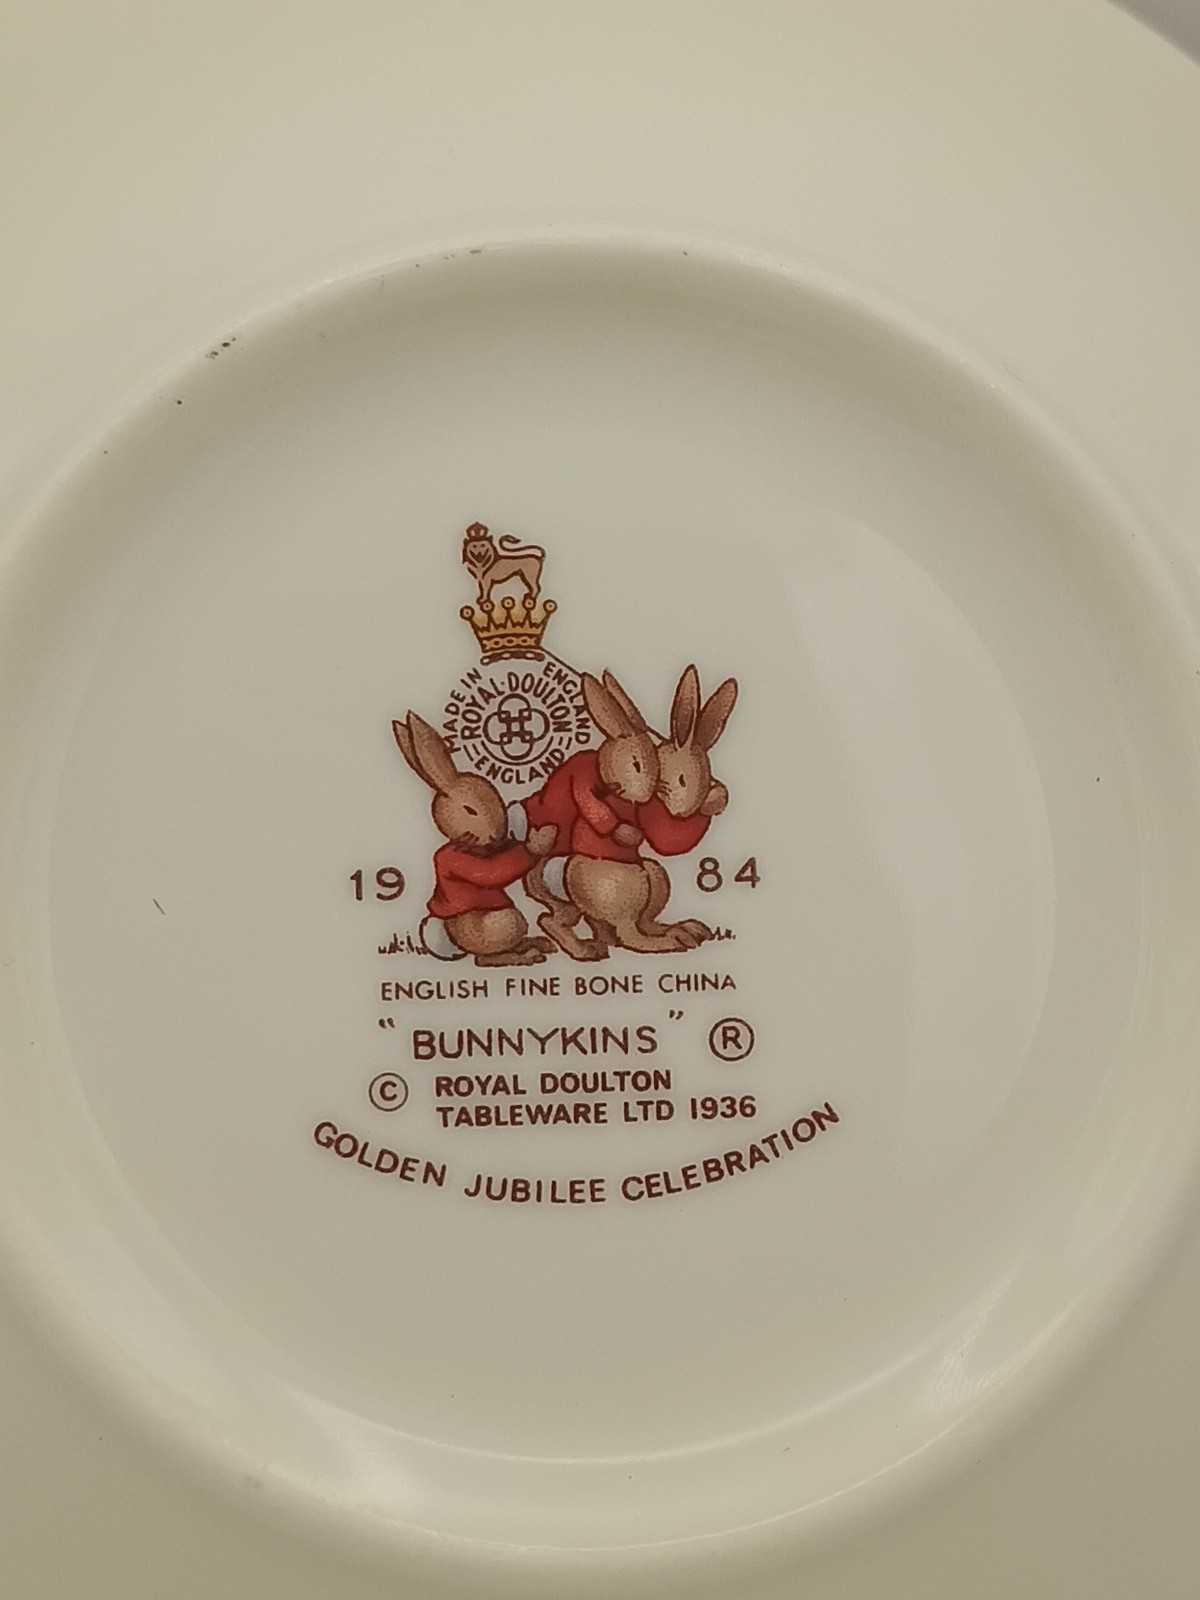 MADE IN ENGLAND
ROYAL·DOULTON
ENGLAND
19 84
ENGLISH FINE BONE CHINA
"BUNNYKINS" ®
© ROYAL DOULTON
TABLEWARE LTD 1936
GOLDEN JUBILEE CELEBRATION